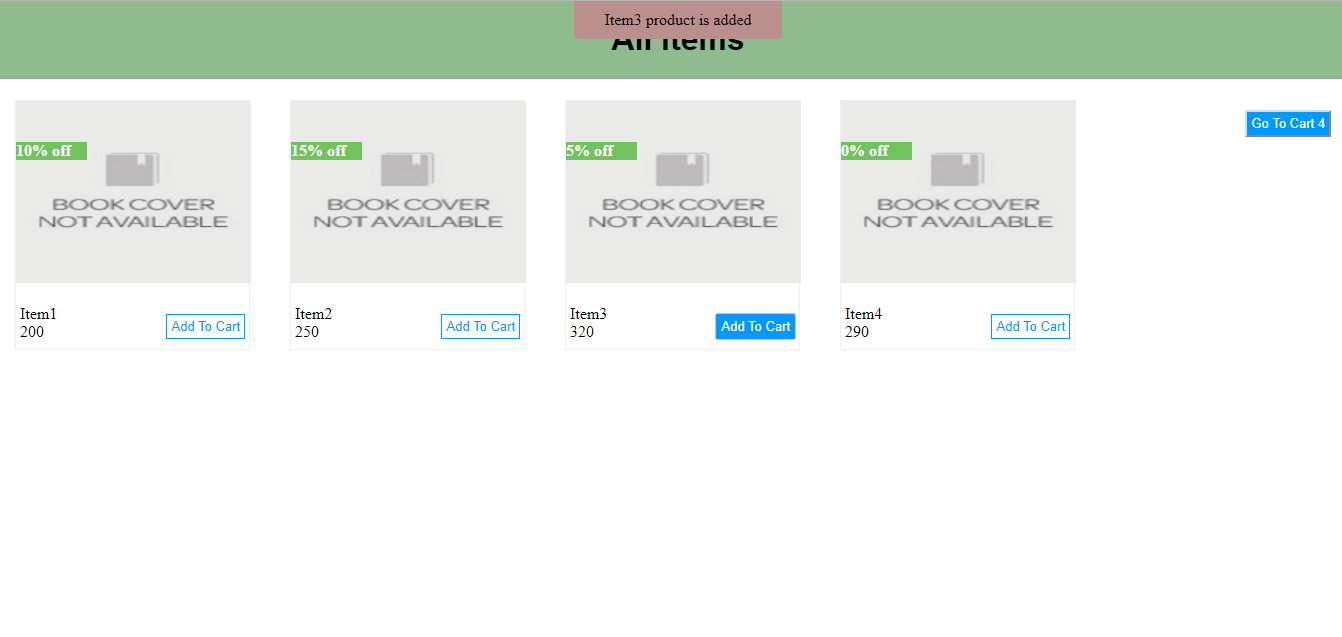 Item3 product is added
All Items
Go To Cart 4
10% off
BOOK COVER
NOT AVAILABLE
Item1
200
Add To Cart
15% off
BOOK COVER
NOT AVAILABLE
Item2
250
Add To Cart
5% off
BOOK COVER
NOT AVAILABLE
Item3
320
Add To Cart
0% off
BOOK COVER
NOT AVAILABLE
Item4
290
Add To Cart